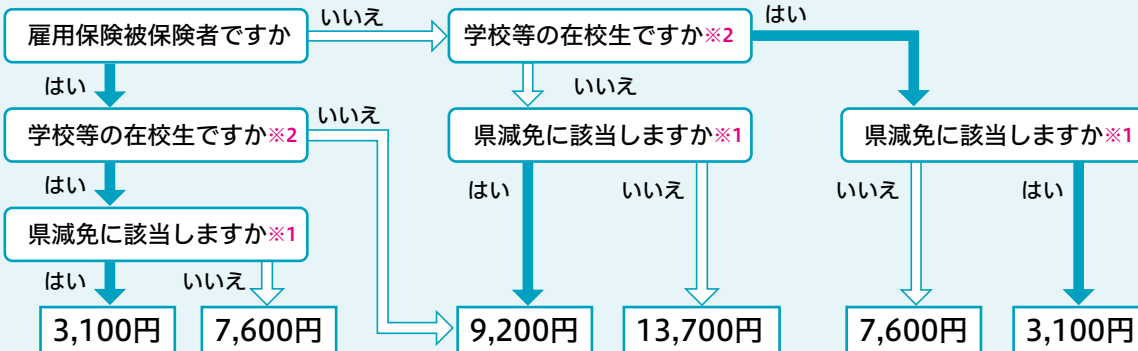 雇用保険被保険者ですか
いいえ
学校等の在校生ですか※2
はい
はい
いいえ
学校等の在校生ですか※2
いいえ
県減免に該当しますか※1
県減免に該当しますか※1
はい
はい
いいえ
いいえ
はい
県減免に該当しますか※1
はい
いいえ
3,100円
7,600円
9,200円
13,700円
7,600円
3,100円